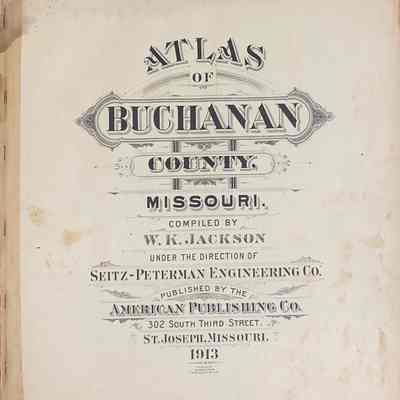 ATLAS
OF
BUCHANAN
COUNTY,
MISSOURI.
COMPILED BY
W. K. JACKSON
UNDER THE DIRECTION OF
SEITZ-PETERMAN ENGINEERING CO.
PUBLISHED BY THE
AMERICAN PUBLISHING CO.
302 SOUTH THIRD STREET,
ST. JOSEPH, MISSOURI.
1913